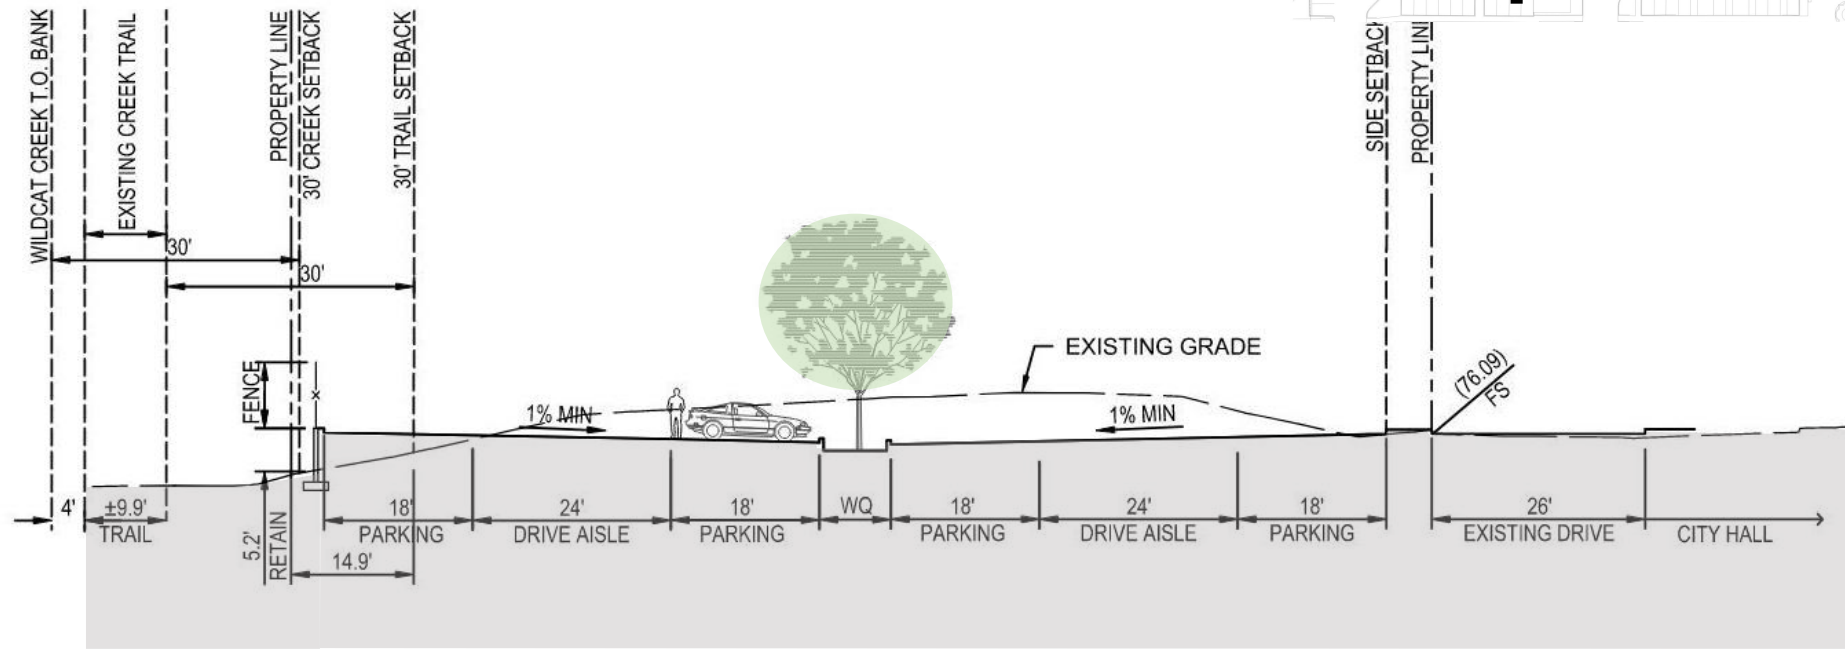 WILDCAT CREEK T.O. BANK
EXISTING CREEK TRAIL
PROPERTY LINE
30' CREEK SETBACK
30' TRAIL SETBACK
SIDE SETBACK
PROPERTY LINE
30'
30'
EXISTING GRADE
FENCE
1% MIN
1% MIN
(76.09)
FS
4'
±9.9'
TRAIL
5.2'
RETAIN
14.9'
18'
PARKING
24'
DRIVE AISLE
18'
PARKING
WQ
18'
PARKING
24'
DRIVE AISLE
18'
PARKING
26'
EXISTING DRIVE
CITY HALL